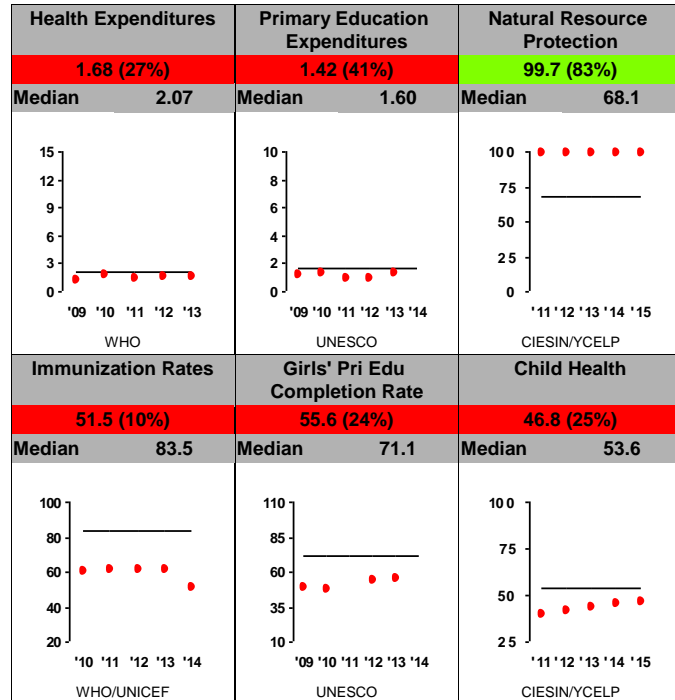 Health Expenditures
1.68 (27%)
Median 2.07
15
12
9
6
3
0
'09 '10 '11 '12 '13
WHO
Primary Education
Expenditures
1.42 (41%)
Median 1.60
10
8
6
4
2
0
'09 '10 '11 '12 '13 '14
UNESCO
Natural Resource
Protection
99.7 (83%)
Median 68.1
100
75
50
25
0
'11 '12 '13 '14 '15
CIESIN/YCELP
Immunization Rates
51.5 (10%)
Median 83.5
100
80
60
40
20
'10 '11 '12 '13 '14
WHO/UNICEF
Girls' Pri Edu
Completion Rate
55.6 (24%)
Median 71.1
110
85
60
35
10
'09 '10 '11 '12 '13 '14
UNESCO
Child Health
46.8 (25%)
Median 53.6
100
75
50
25
'11 '12 '13 '14 '15
CIESIN/YCELP